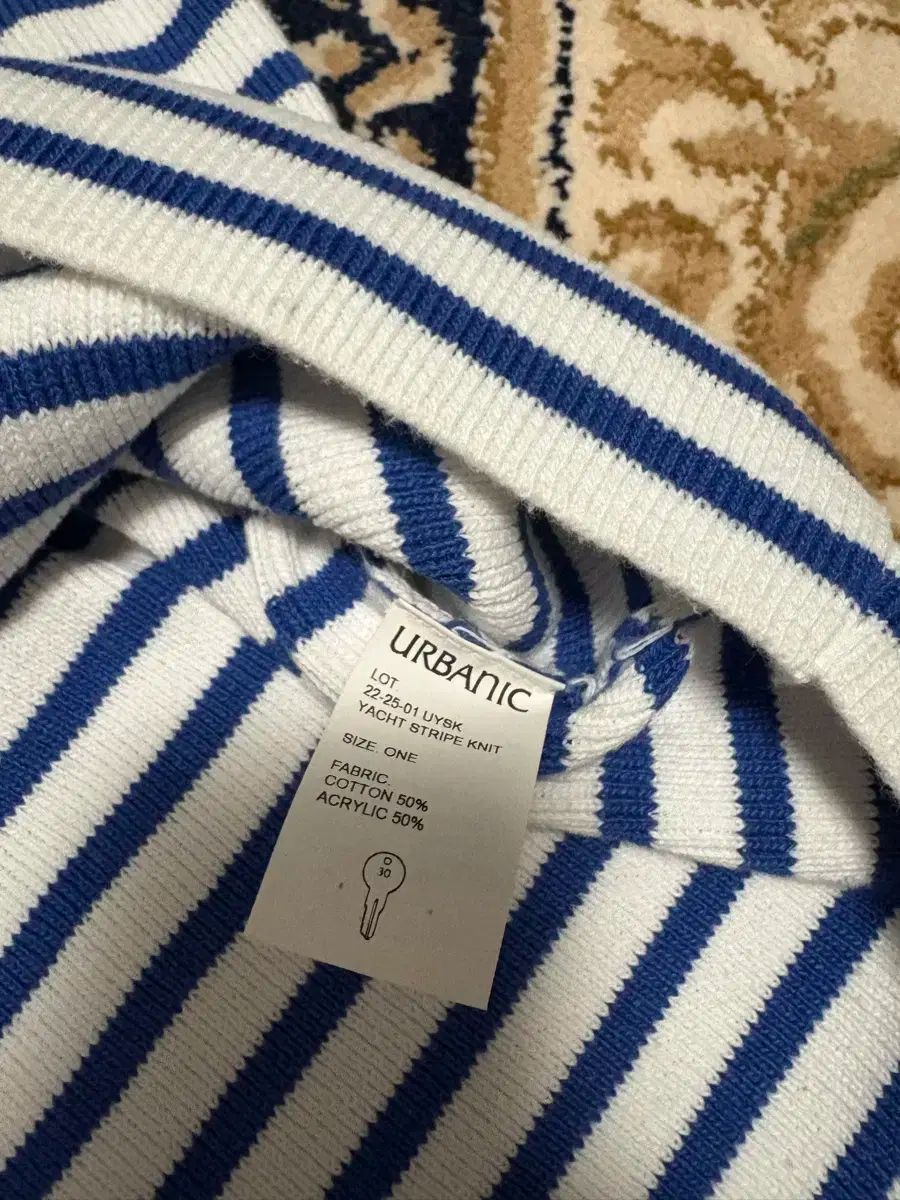 URBANIC
LOT
22-25-01 UYSK
YACHT STRIPE KNIT
SIZE. ONE
FABRIC.
COTTON 50%
ACRYLIC 50%
D
30